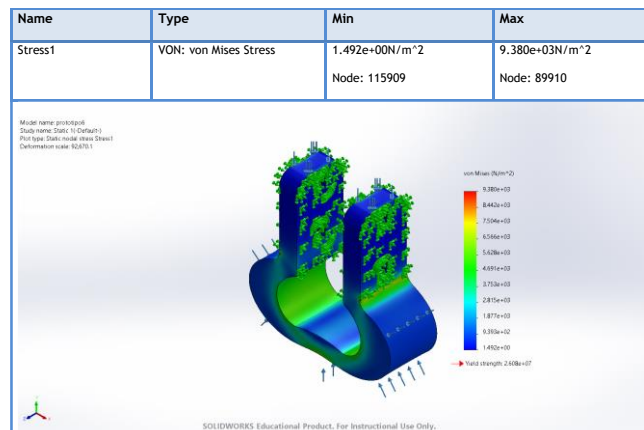 Name Type Min Max
Stress1 VON: von Mises Stress 1.492e+00N/m^2 9.380e+03N/m^2
Node: 115909 Node: 89910
Model name: prototipo6
Study name: Static 1(-Default-)
Plot type: Static nodal stress Stress1
Deformation scale: 92,670.1
von Mises (N/m^2)
9.380e+03
8.442e+03
7.504e+03
6.566e+03
5.628e+03
4.691e+03
3.753e+03
2.815e+03
1.877e+03
9.393e+02
1.492e+00
Yield strength: 2.608e+07
SOLIDWORKS Educational Product. For Instructional Use Only.